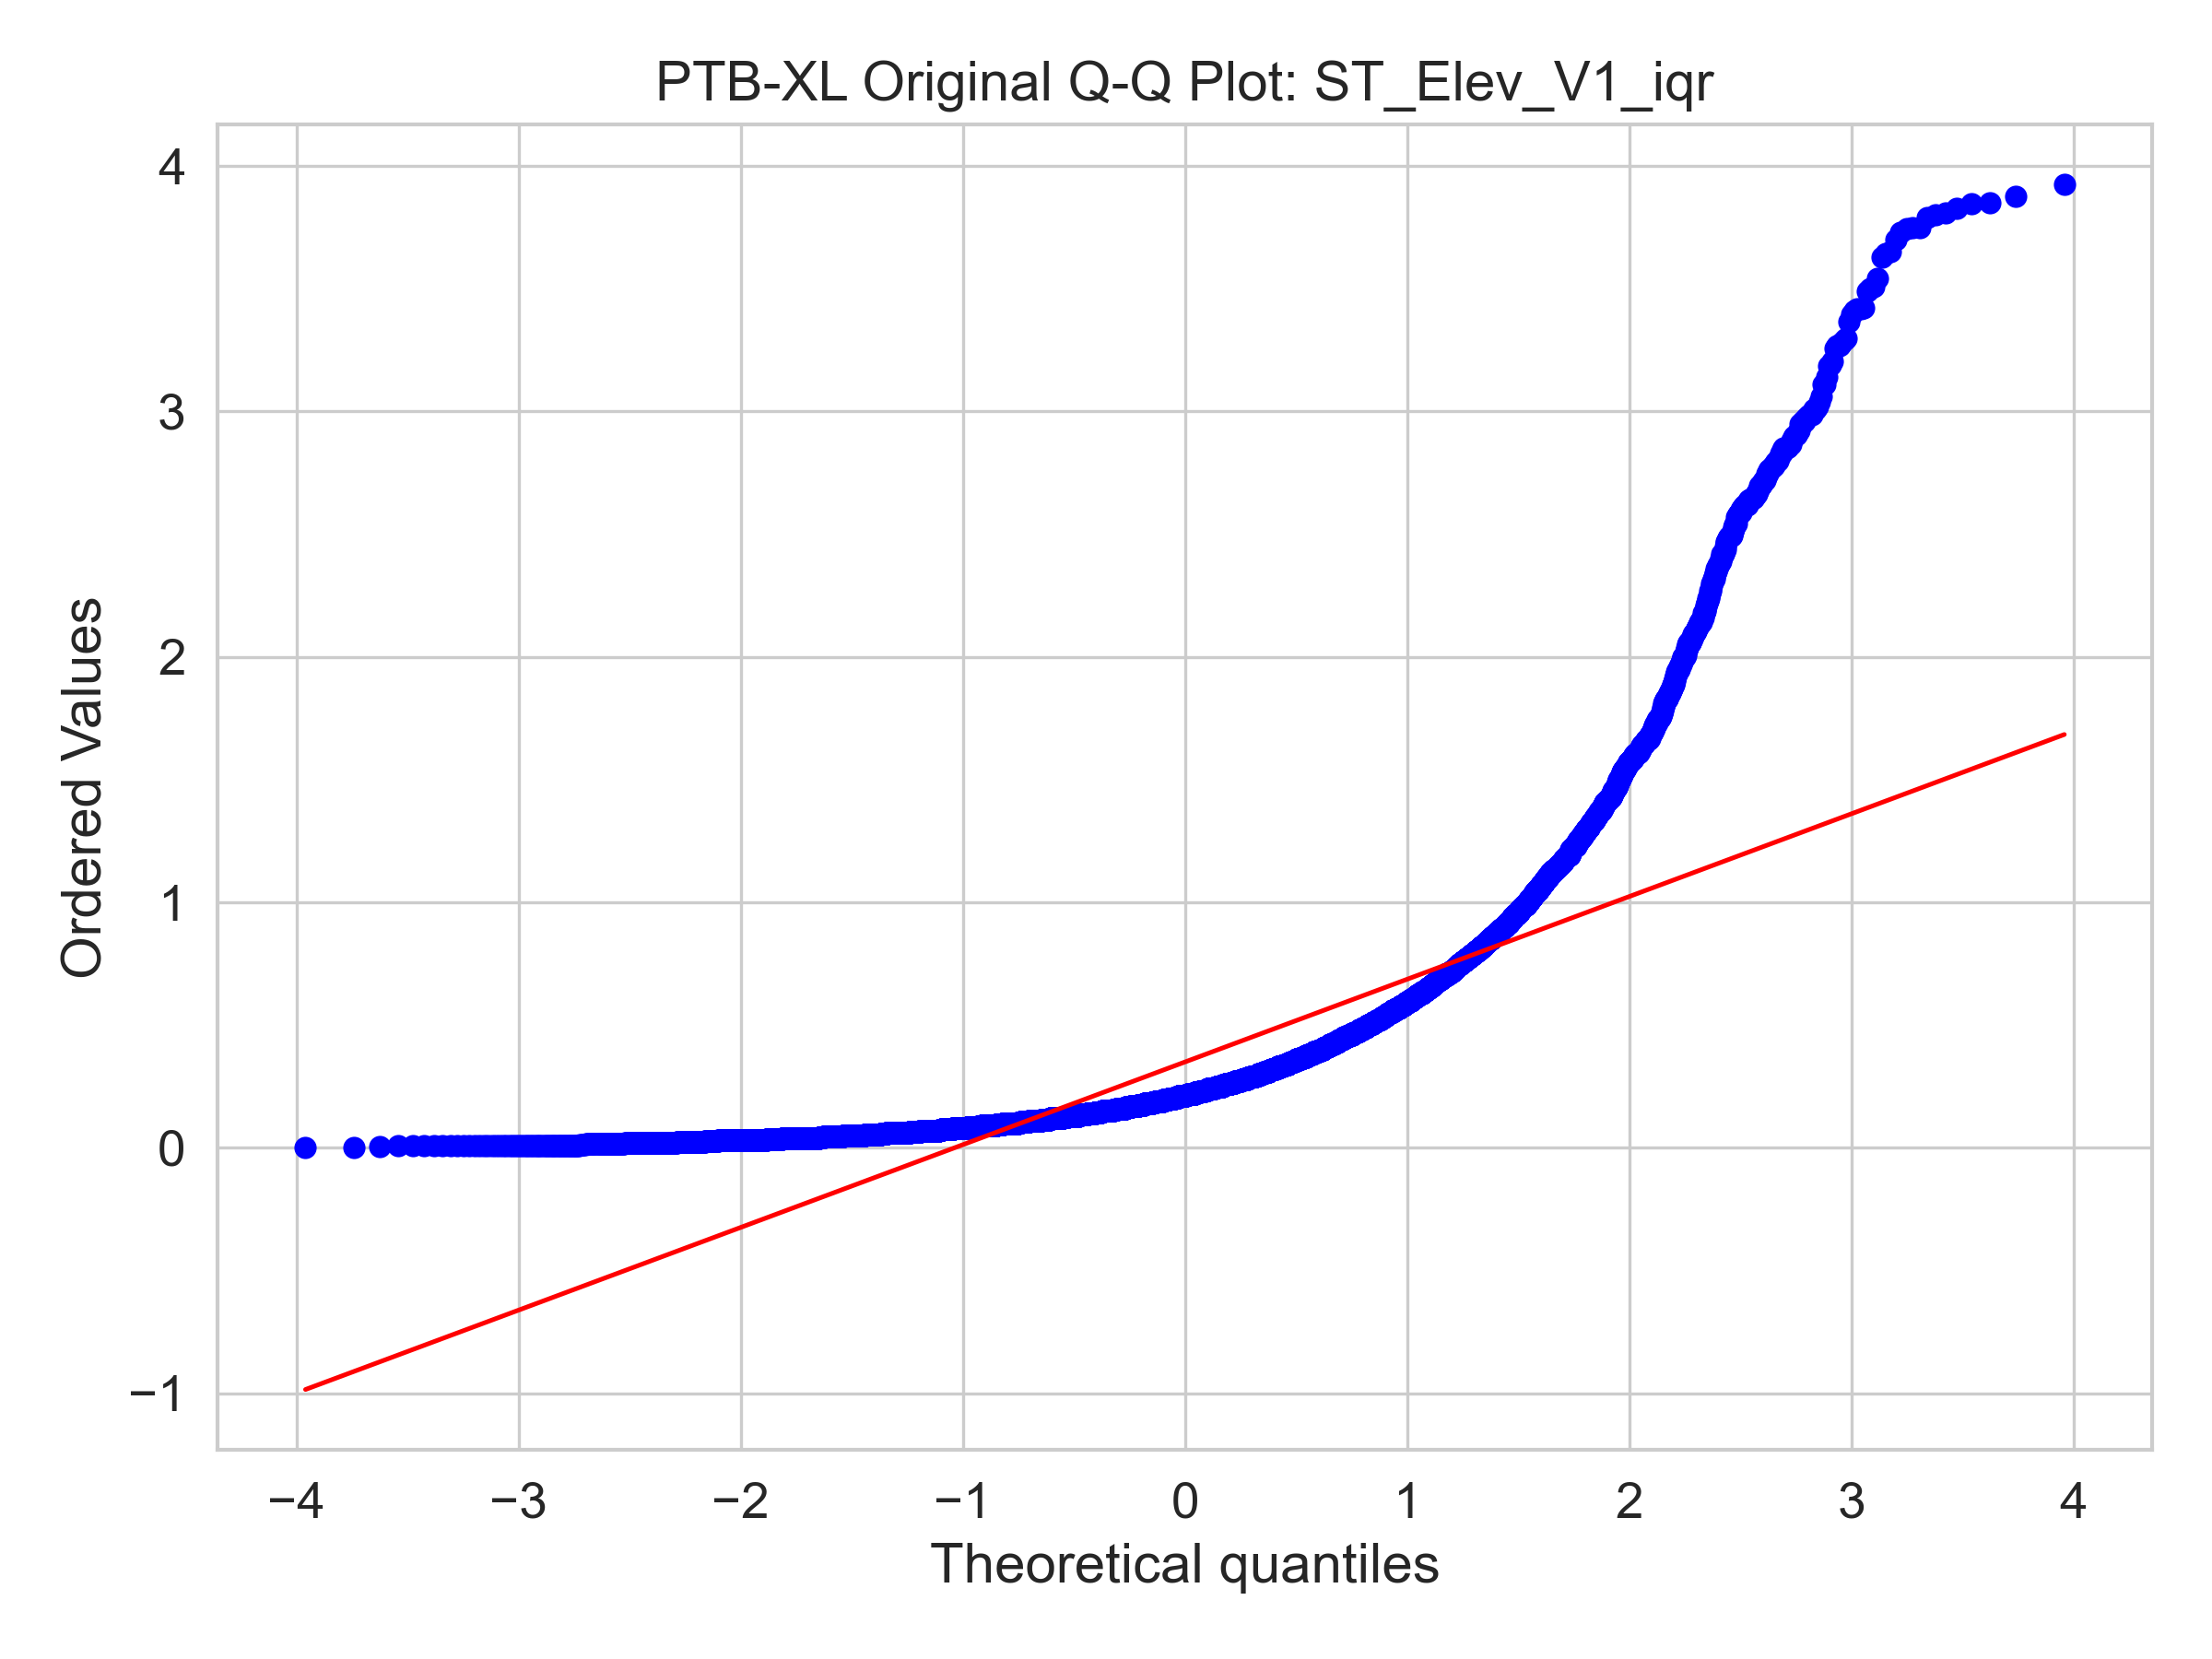 PTB-XL Original Q-Q Plot: ST_Elev_V1_iqr
4
3
2
1
0
−1
Ordered Values
−4 −3 −2 −1 0 1 2 3 4
Theoretical quantiles